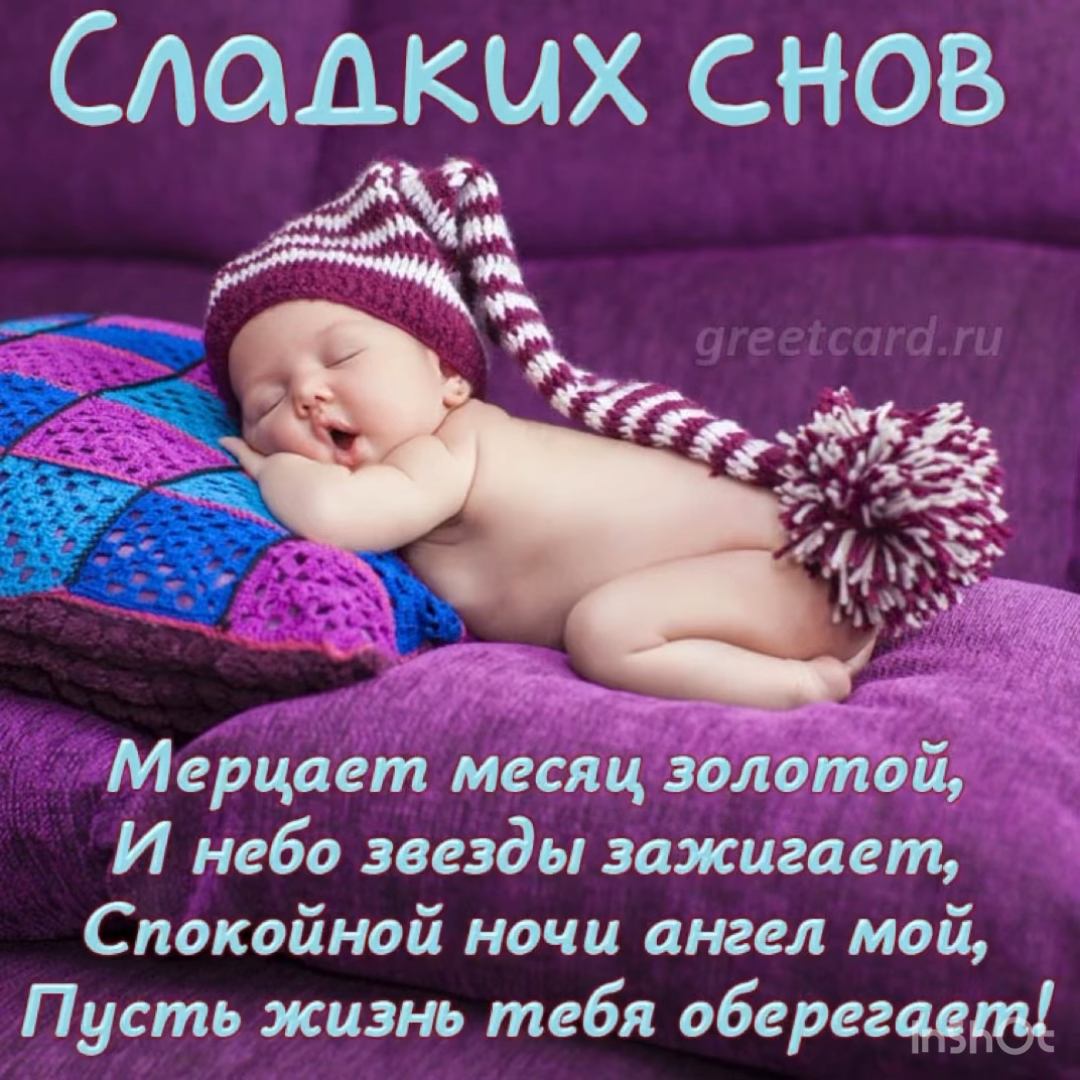 Сладких снов
greetcard.ru
Мерцает месяц золотой,
И небо звезды зажигает,
Спокойной ночи ангел мой,
Пусть жизнь тебя оберегает!
InShOt